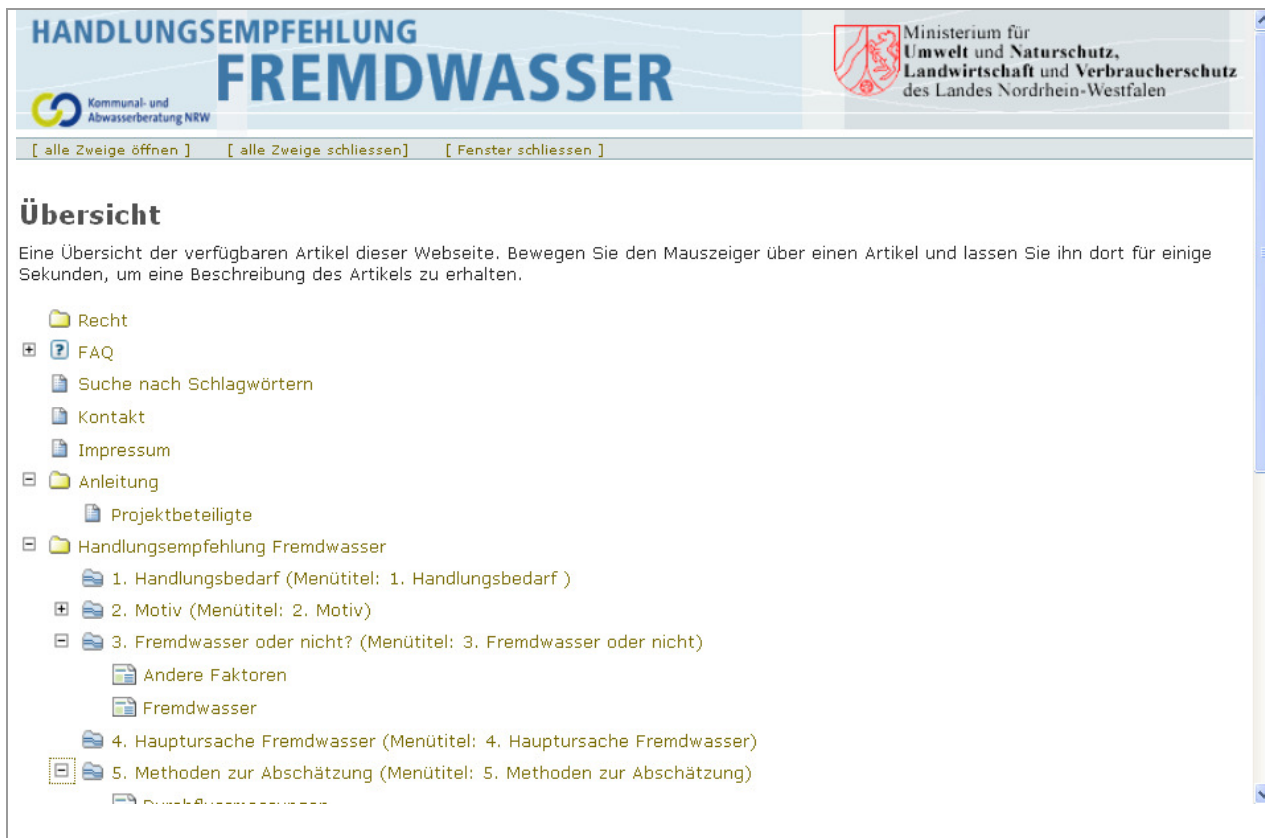 HANDLUNGSEMPFEHLUNG
FREMDWASSER
Kommunal- und
Abwasserberatung NRW
Ministerium für
Umwelt und Naturschutz,
Landwirtschaft und Verbraucherschutz
des Landes Nordrhein-Westfalen
[ alle Zweige öffnen ] [ alle Zweige schliessen] [ Fenster schliessen ]
Übersicht
Eine Übersicht der verfügbaren Artikel dieser Webseite. Bewegen Sie den Mauszeiger über einen Artikel und lassen Sie ihn dort für einige
Sekunden, um eine Beschreibung des Artikels zu erhalten.
Recht
FAQ
Suche nach Schlagwörtern
Kontakt
Impressum
Anleitung
Projektbeteiligte
Handlungsempfehlung Fremdwasser
1. Handlungsbedarf (Menütitel: 1. Handlungsbedarf )
2. Motiv (Menütitel: 2. Motiv)
3. Fremdwasser oder nicht? (Menütitel: 3. Fremdwasser oder nicht)
Andere Faktoren
Fremdwasser
4. Hauptursache Fremdwasser (Menütitel: 4. Hauptursache Fremdwasser)
5. Methoden zur Abschätzung (Menütitel: 5. Methoden zur Abschätzung)